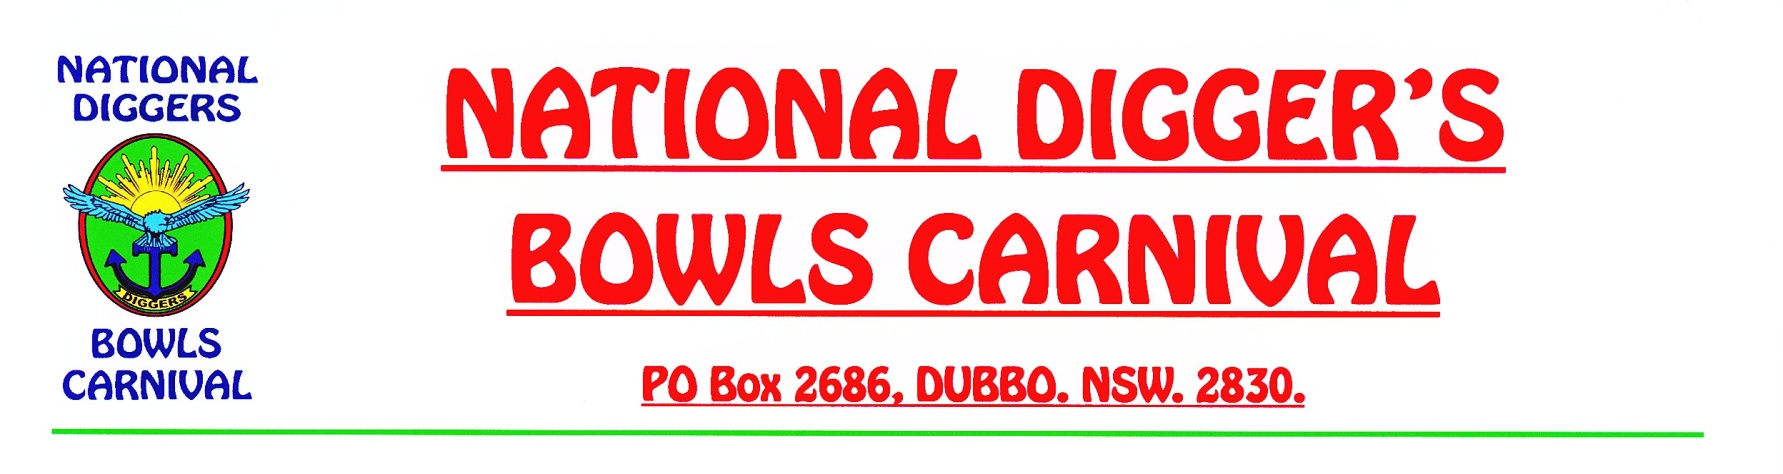 NATIONAL
DIGGERS
DIGGERS
BOWLS
CARNIVAL
NATIONAL DIGGER'S
BOWLS CARNIVAL
PO Box 2686, DUBBO. NSW. 2830.